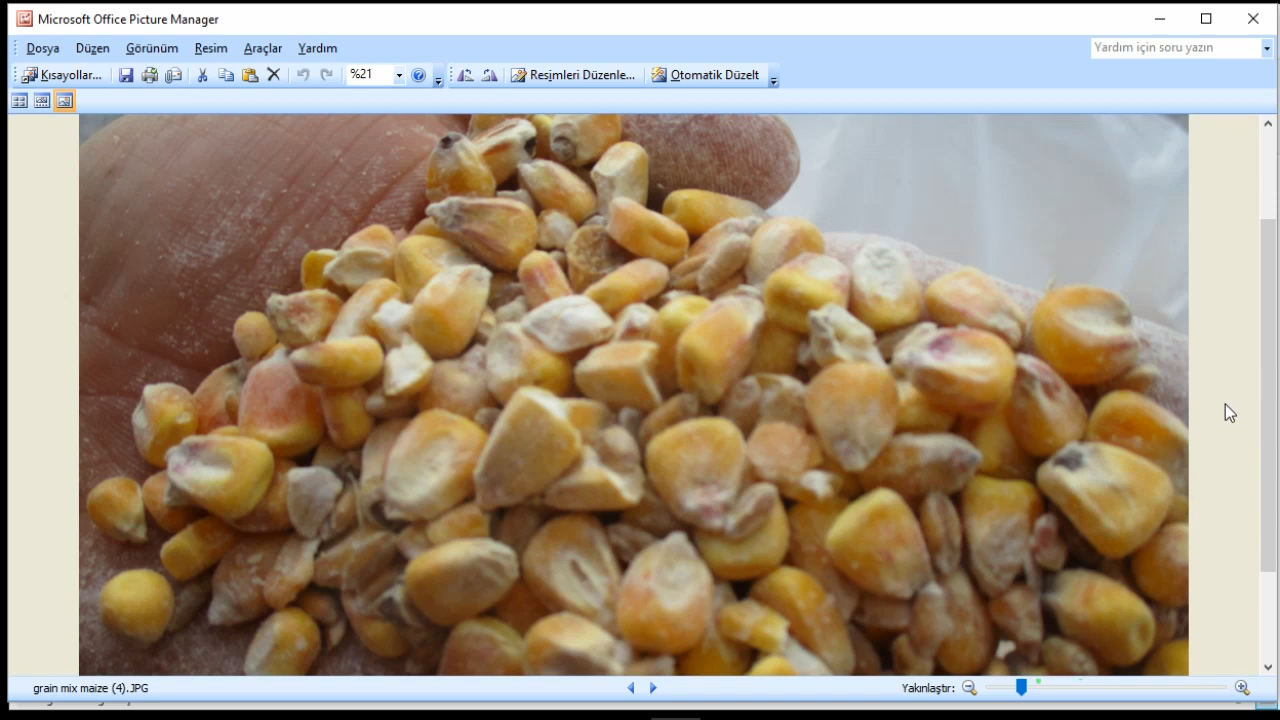 Microsoft Office Picture Manager
Dosya Düzen Görünüm Resim Araçlar Yardım
Yardım için soru yazın
Kısayollar... %21 Resimleri Düzenle... Otomatik Düzelt
grain mix maize (4).JPG
Yakınlaştır: